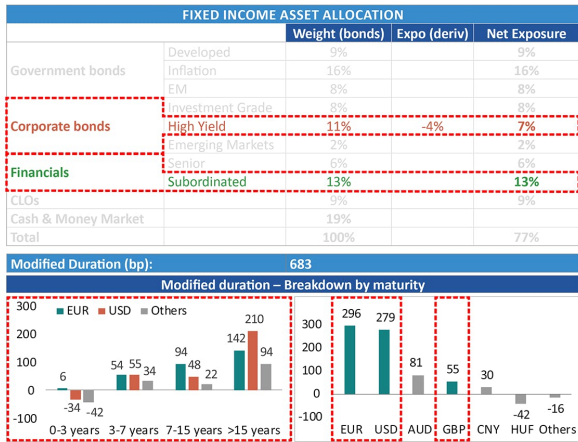 FIXED INCOME ASSET ALLOCATION
Weight (bonds) Expo (deriv) Net Exposure
Developed 9% 9%
Government bonds Inflation 16% 16%
EM 8% 8%
Investment Grade 8% 8%
Corporate bonds High Yield 11% -4% 7%
Emerging Markets 2% 2%
Financials Senior 6% 6%
Subordinated 13% 13%
CLOs 9% 9%
Cash & Money Market 19%
Total 100% 77%
Modified Duration (bp): 683
Modified duration – Breakdown by maturity
EUR USD Others
300
200
100
0
-100
6 -34 -42
54 55 34
94 48 22
142 210 94
0-3 years 3-7 years 7-15 years >15 years
300
200
100
0
-100
296 279 81 55 30 -42 -16
EUR USD AUD GBP CNY HUF Others